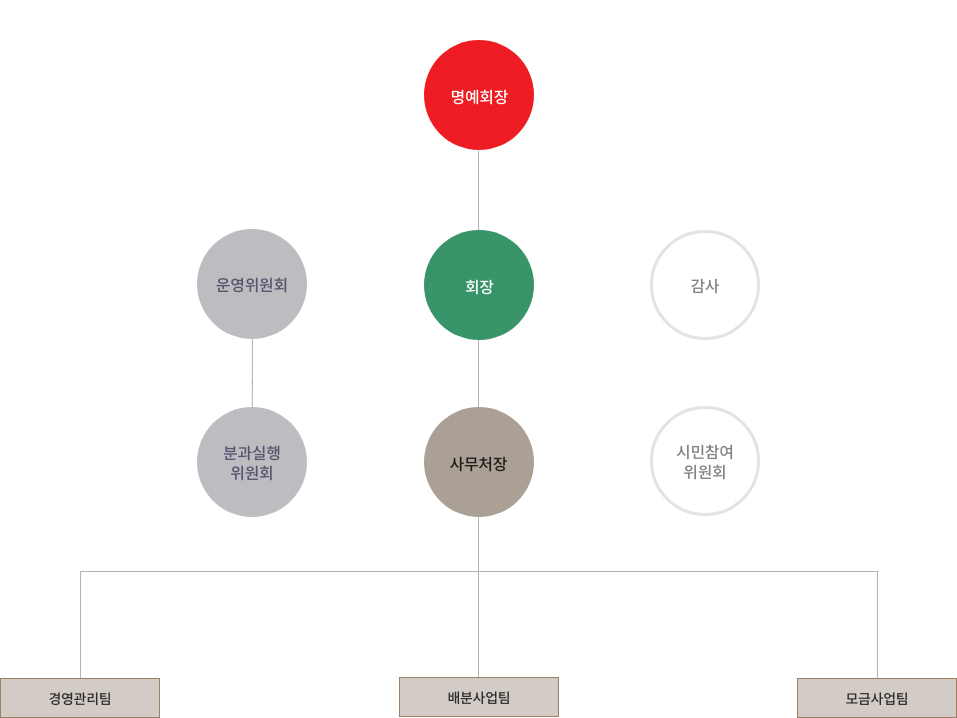 명예회장
운영위원회
회장
감사
분과실행
위원회
사무처장
시민참여
위원회
경영관리팀
배분사업팀
모금사업팀